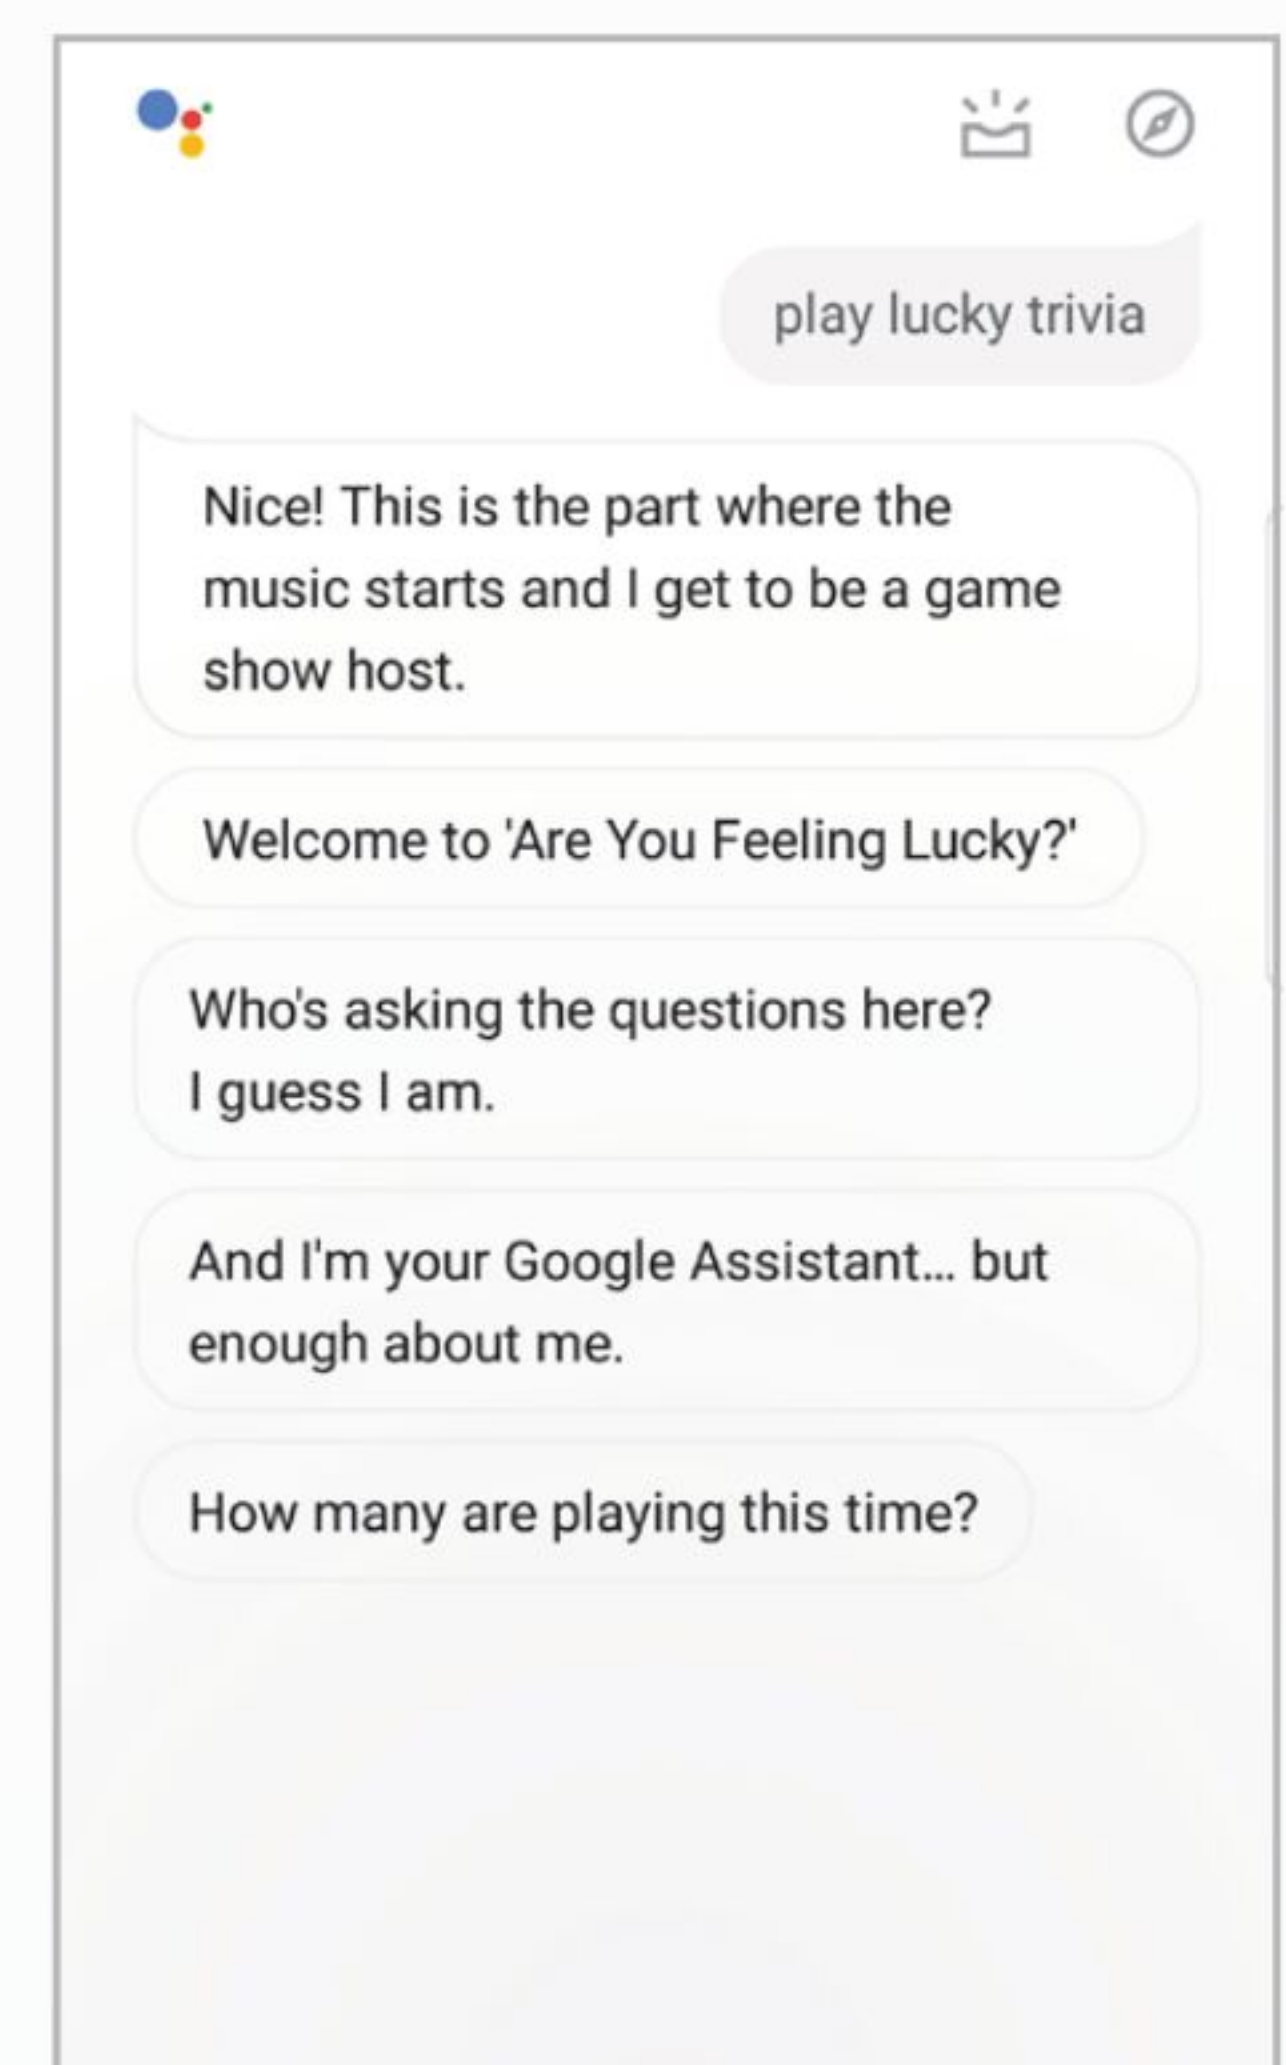 play lucky trivia
Nice! This is the part where the
music starts and I get to be a game
show host.
Welcome to 'Are You Feeling Lucky?'
Who's asking the questions here?
I guess I am.
And I'm your Google Assistant... but
enough about me.
How many are playing this time?